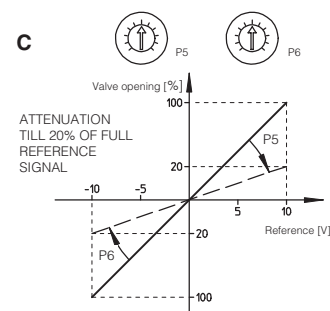 C
P5
P6
Valve opening [%]
100
ATTENUATION
TILL 20% OF FULL
REFERENCE
SIGNAL
P5
20
-10
-5
5
10
Reference [V]
20
P6
100